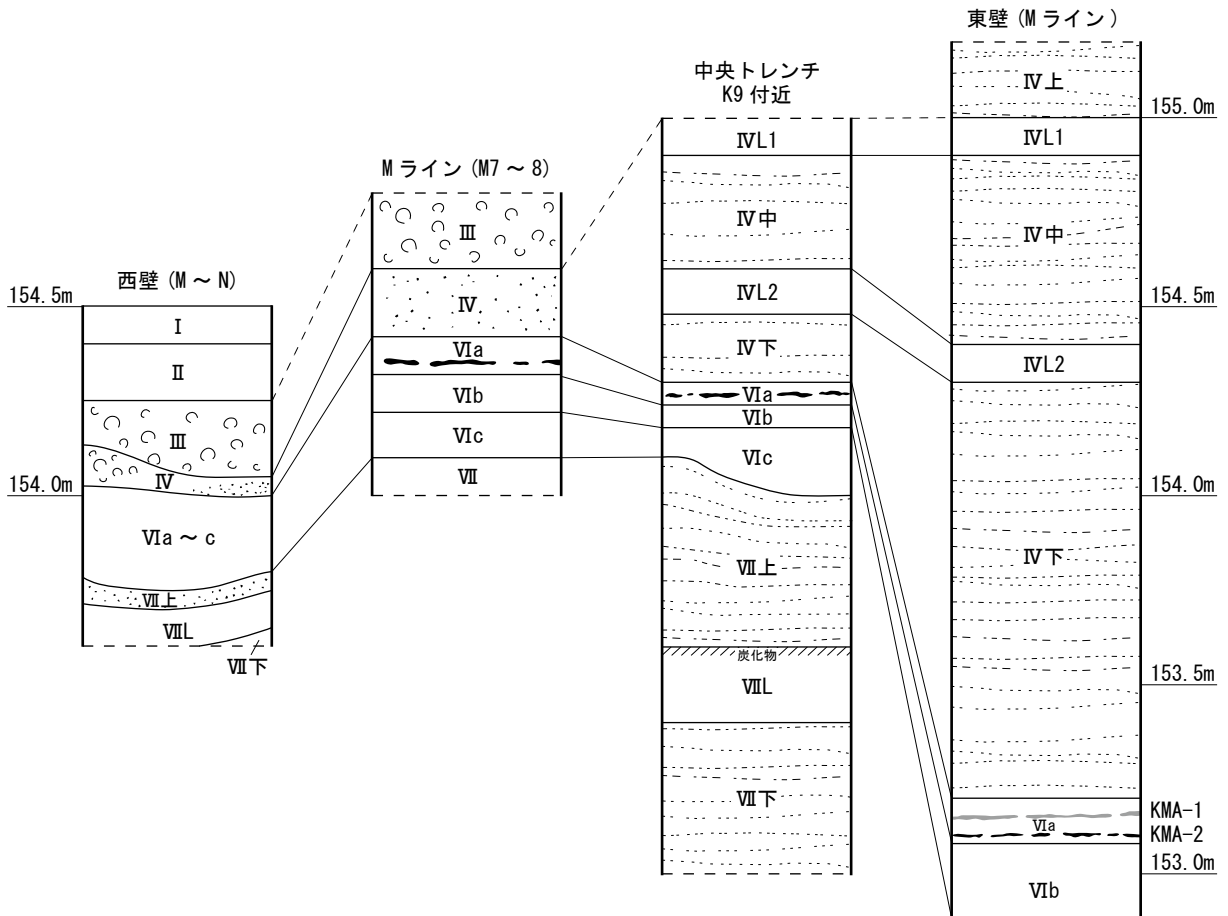 西壁(M～N)
154.5m
154.0m
Ⅰ
Ⅱ
Ⅲ
Ⅳ
Ⅵa～c
Ⅶ上
ⅦL
Ⅶ下
Mライン(M7～8)
Ⅲ
Ⅳ
Ⅵa
Ⅵb
Ⅵc
Ⅶ
中央トレンチ
K9付近
ⅣL1
Ⅳ中
ⅣL2
Ⅳ下
Ⅵa
Ⅵb
Ⅵc
Ⅶ上
炭化物
ⅦL
Ⅶ下
東壁(Mライン)
Ⅳ上
ⅣL1
Ⅳ中
ⅣL2
Ⅳ下
Ⅵa
Ⅵb
155.0m
154.5m
154.0m
153.5m
KMA-1
KMA-2
153.0m